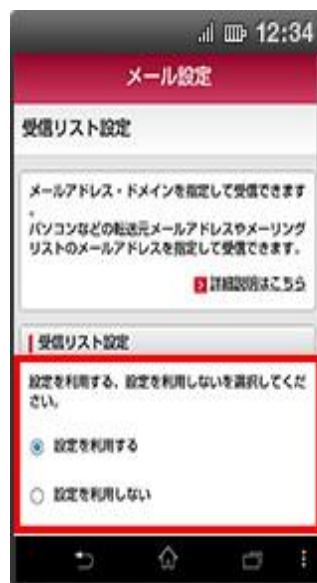 12:34
メール設定
受信リスト設定
メールアドレス・ドメインを指定して受信できます
。
パソコンなどの転送元メールアドレスやメーリング
リストのメールアドレスを指定して受信できます。
詳細説明はこちら
受信リスト設定
設定を利用する、設定を利用しないを選択してくだ
さい。
設定を利用する
設定を利用しない